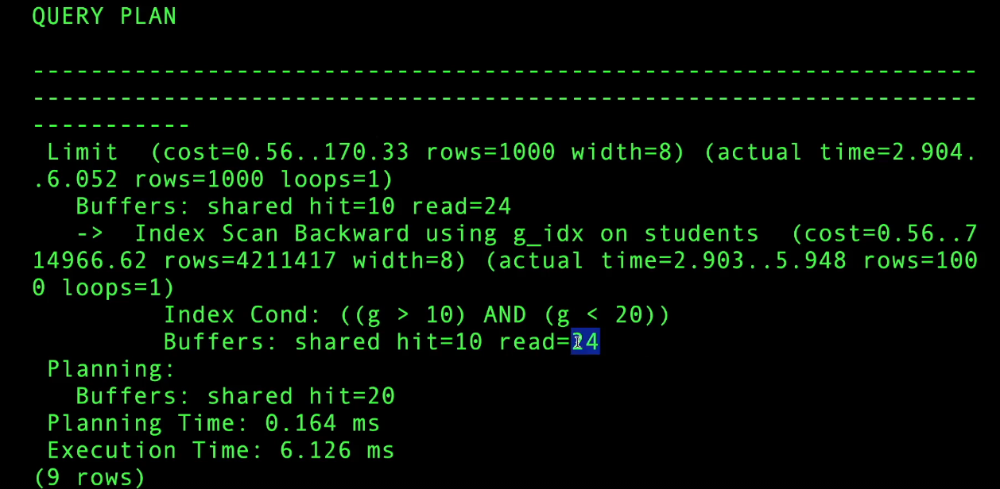 QUERY PLAN
-----------------------------------------------------------------
-----------------------------------------------------------------
-----------
Limit  (cost=0.56..170.33 rows=1000 width=8) (actual time=2.904.
.6.052 rows=1000 loops=1)
Buffers: shared hit=10 read=24
->  Index Scan Backward using g_idx on students  (cost=0.56..7
14966.62 rows=4211417 width=8) (actual time=2.903..5.948 rows=100
0 loops=1)
Index Cond: ((g > 10) AND (g < 20))
Buffers: shared hit=10 read=24
Planning:
Buffers: shared hit=20
Planning Time: 0.164 ms
Execution Time: 6.126 ms
(9 rows)